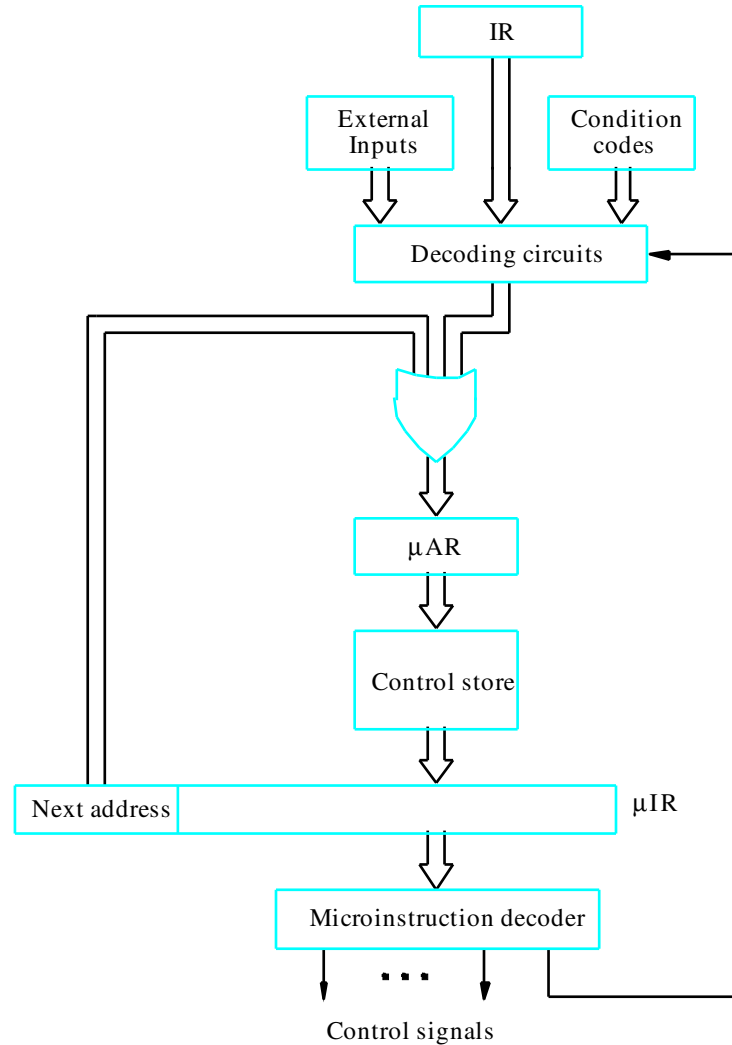 IR
External
Inputs
Condition
codes
Decoding circuits
μAR
Control store
Next address
μIR
Microinstruction decoder
Control signals